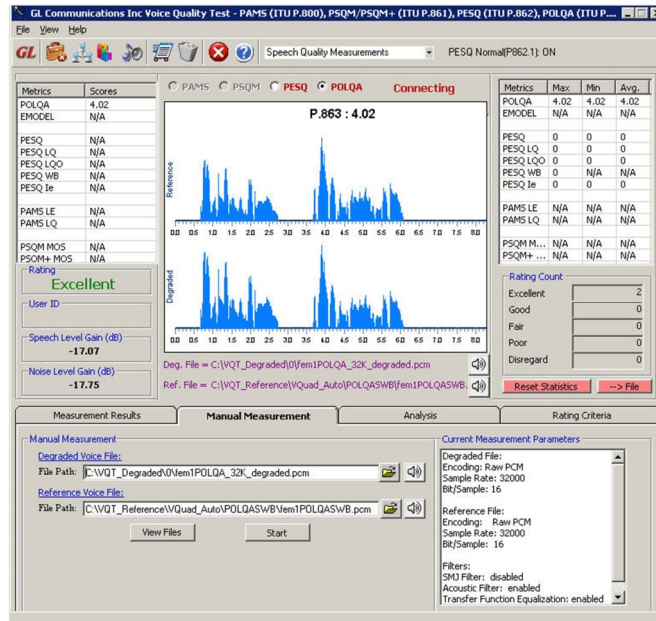 GL Communications Inc Voice Quality Test - PAMS (ITU P.800), PSQM/PSQM+ (ITU P.861), PESQ (ITU P.862), POLQA (ITU P....
File View Help
GL
Speech Quality Measurements
PESQ Normal(P862.1): ON
Metrics Scores
POLQA 4.02
EMODEL N/A
PESQ N/A
PESQ LQ N/A
PESQ LQO N/A
PESQ WB N/A
PESQ Ie N/A
PAMS LE N/A
PAMS LQ N/A
PSQM MOS N/A
PSQM+ MOS N/A
Rating
Excellent
User ID
Speech Level Gain (dB)
-17.07
Noise Level Gain (dB)
-17.75
PAMS PSQM PESQ POLQA Connecting
P.863 : 4.02
Reference
0.0 0.5 1.0 1.5 2.0 2.5 3.0 3.5 4.0 4.5 5.0 5.5 6.0 6.5 7.0 7.5 8.0
Degraded
0.0 0.5 1.0 1.5 2.0 2.5 3.0 3.5 4.0 4.5 5.0 5.5 6.0 6.5 7.0 7.5 8.0
Deg. File = C:\VQT_Degraded\0\fem1POLQA_32K_degraded.pcm
Ref. File = C:\VQT_Reference\VQuad_Auto\POLQASWB\fem1POLQASWB.
Metrics Max Min Avg.
POLQA 4.02 4.02 4.02
EMODEL N/A N/A N/A
PESQ 0 0 0
PESQ LQ 0 0 0
PESQ LQO 0 0 0
PESQ WB 0 N/A N/A
PESQ Ie 0 0 0
PAMS LE N/A N/A N/A
PAMS LQ N/A N/A N/A
PSQM M... N/A N/A N/A
PSQM+ ... N/A N/A N/A
Rating Count
Excellent 2
Good 0
Fair 0
Poor 0
Disregard 0
Reset Statistics --> File
Measurement Results Manual Measurement Analysis Rating Criteria
Manual Measurement
Degraded Voice File:
File Path: C:\VQT_Degraded\0\fem1POLQA_32K_degraded.pcm
Reference Voice File:
File Path: C:\VQT_Reference\VQuad_Auto\POLQASWB\fem1POLQASWB.pcm
View Files Start
Current Measurement Parameters
Degraded File:
Encoding: Raw PCM
Sample Rate: 32000
Bit/Sample: 16
Reference File:
Encoding: Raw PCM
Sample Rate: 32000
Bit/Sample: 16
Filters:
SMJ Filter: disabled
Acoustic Filter: enabled
Transfer Function Equalization: enabled